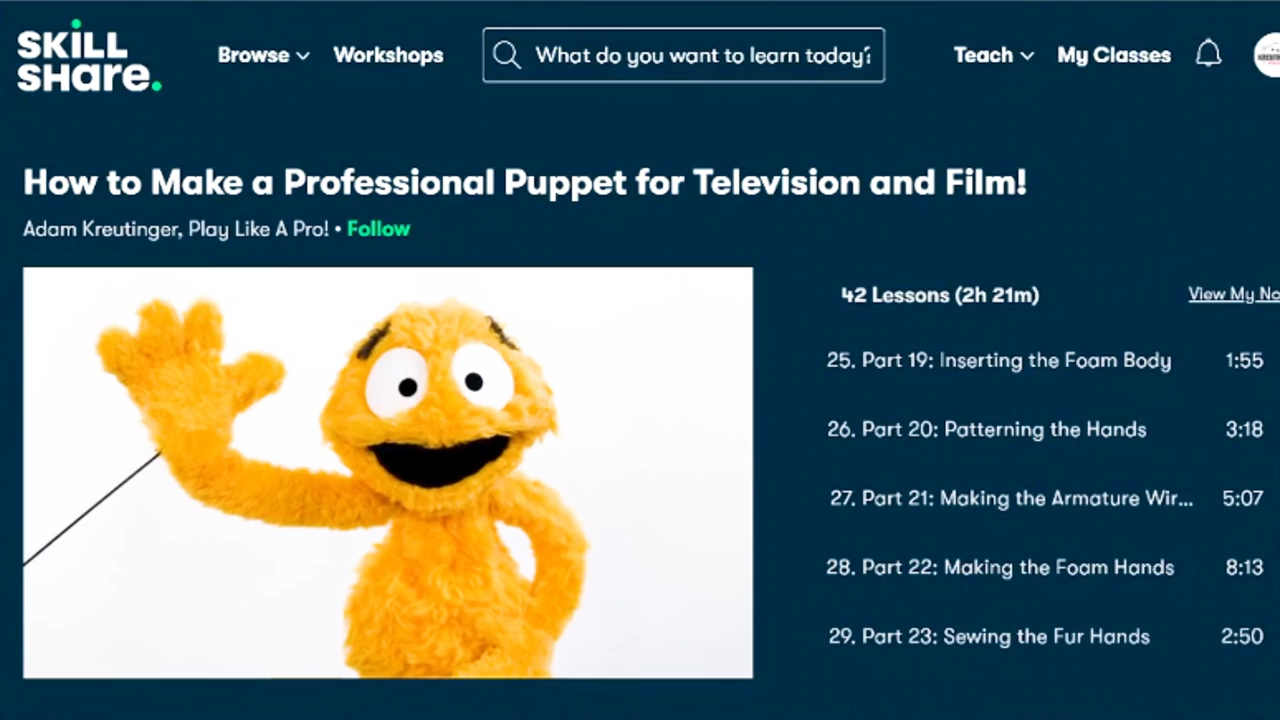 SKILL
SHARE.
Browse
Workshops
What do you want to learn today
Teach
My Classes
How to Make a Professional Puppet for Television and Film!
Adam Kreutinger, Play Like A Pro! • Follow
42 Lessons (2h 21m)
View My No
25. Part 19: Inserting the Foam Body 1:55
26. Part 20: Patterning the Hands 3:18
27. Part 21: Making the Armature Wir... 5:07
28. Part 22: Making the Foam Hands 8:13
29. Part 23: Sewing the Fur Hands 2:50